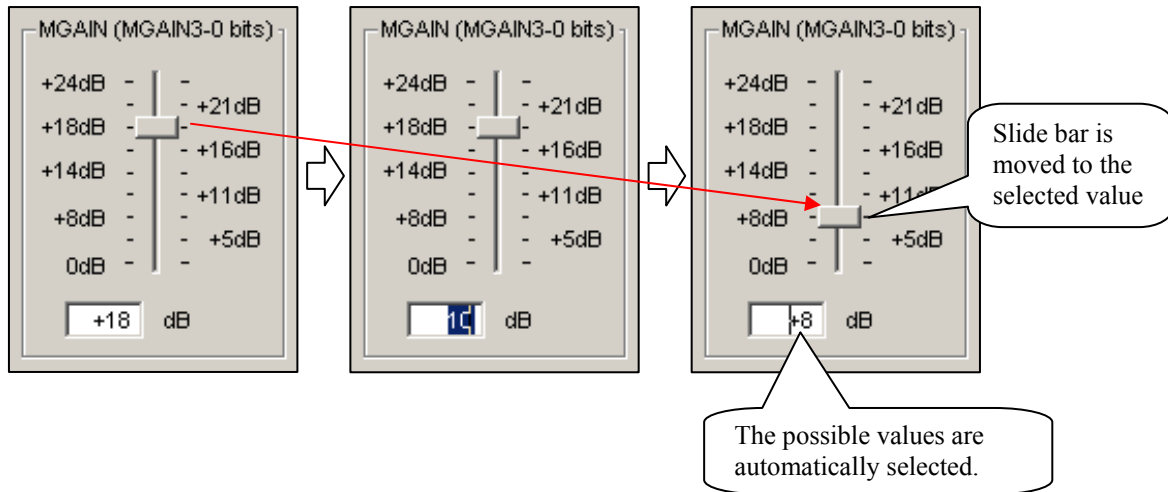 MGAIN (MGAIN3-0 bits)
+24dB
+21dB
+18dB
+16dB
+14dB
+11dB
+8dB
+5dB
0dB
+18 dB
MGAIN (MGAIN3-0 bits)
+24dB
+21dB
+18dB
+16dB
+14dB
+11dB
+8dB
+5dB
0dB
10 dB
MGAIN (MGAIN3-0 bits)
+24dB
+21dB
+18dB
+16dB
+14dB
+11dB
+8dB
+5dB
0dB
+8 dB
Slide bar is
moved to the
selected value
The possible values are
automatically selected.